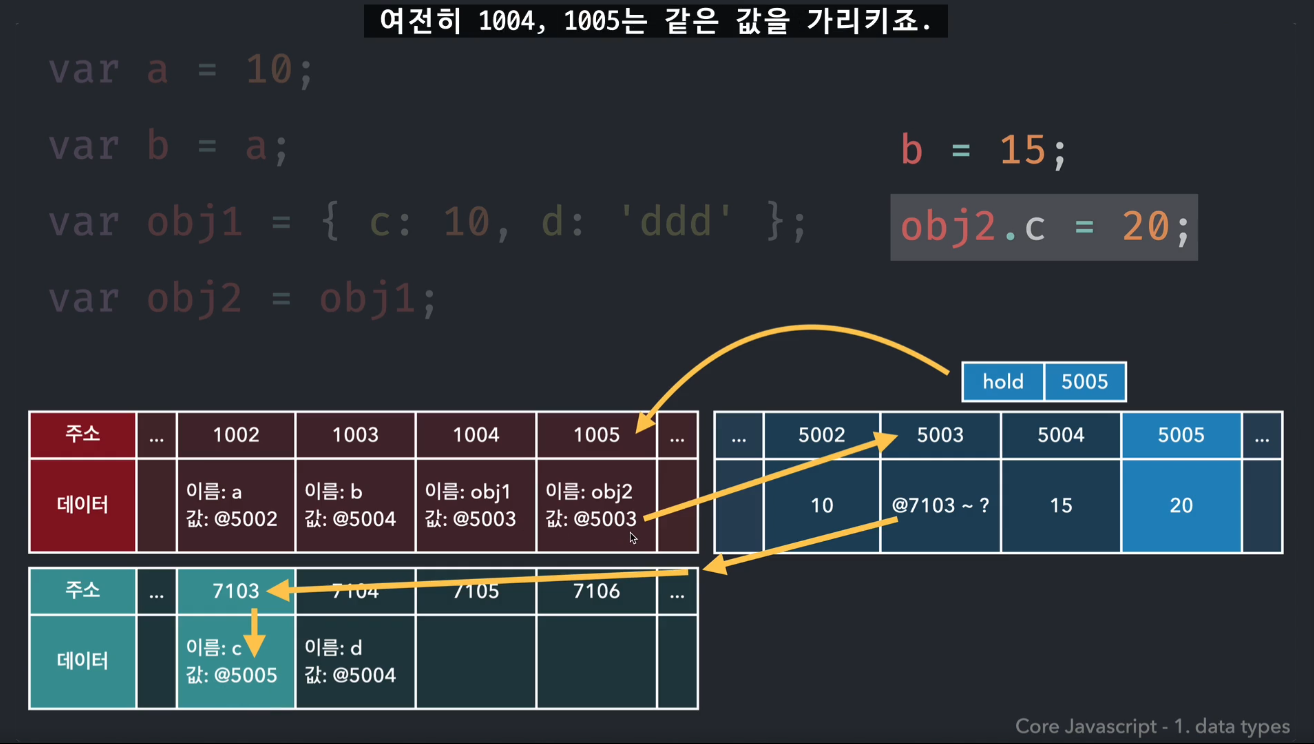 여전히 1004, 1005는 같은 값을 가리키죠.
var a = 10;
var b = a;
var obj1 = { c: 10, d: 'ddd' };
var obj2 = obj1;
b = 15;
obj2.c = 20;
hold 5005
주소 ... 1002 1003 1004 1005 ...
데이터
이름: a
값: @5002
이름: b
값: @5004
이름: obj1
값: @5003
이름: obj2
값: @5003
... 5002 5003 5004 5005 ...
10 @7103 ~ ? 15 20
주소 ... 7103 7104 7105 7106 ...
데이터
이름: c
값: @5005
이름: d
값: @5004
Core Javascript - 1. data types